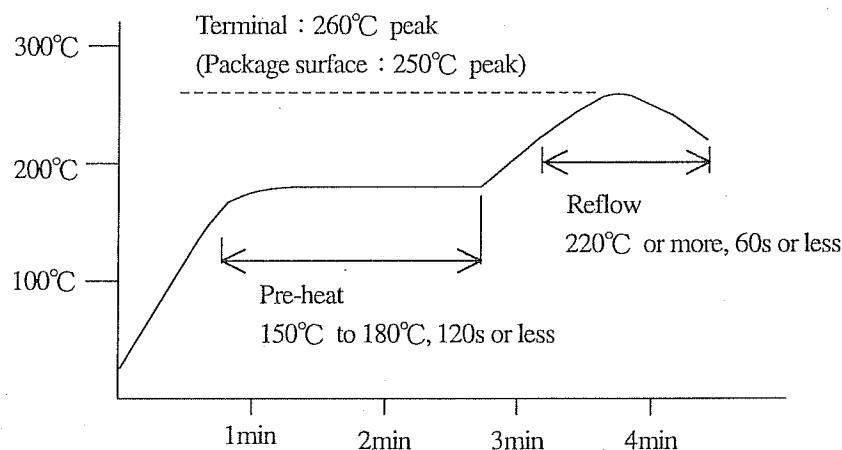 Terminal : 260℃ peak
300℃
(Package surface : 250℃ peak)
200℃
Reflow
220℃ or more, 60s or less
100℃
Pre-heat
150℃ to 180℃, 120s or less
1min
2min
3min
4min